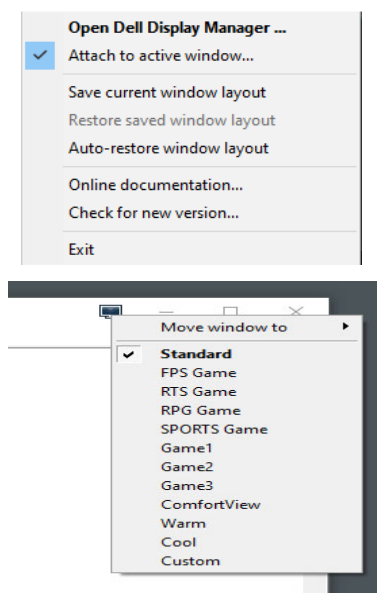 Open Dell Display Manager ...
Attach to active window...
Save current window layout
Restore saved window layout
Auto-restore window layout
Online documentation...
Check for new version...
Exit
Move window to
Standard
FPS Game
RTS Game
RPG Game
SPORTS Game
Game1
Game2
Game3
ComfortView
Warm
Cool
Custom